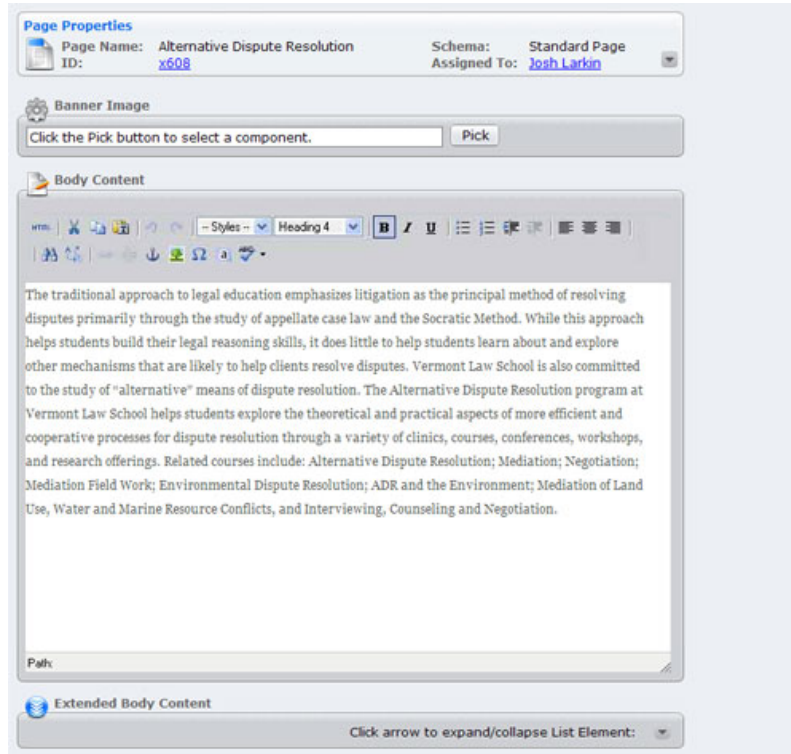 Page Properties
Page Name: Alternative Dispute Resolution Schema: Standard Page
ID: x608 Assigned To: Josh Larkin
Banner Image
Click the Pick button to select a component. Pick
Body Content
HTML -- Styles -- Heading 4 B I U
The traditional approach to legal education emphasizes litigation as the principal method of resolving
disputes primarily through the study of appellate case law and the Socratic Method. While this approach
helps students build their legal reasoning skills, it does little to help students learn about and explore
other mechanisms that are likely to help clients resolve disputes. Vermont Law School is also committed
to the study of "alternative" means of dispute resolution. The Alternative Dispute Resolution program at
Vermont Law School helps students explore the theoretical and practical aspects of more efficient and
cooperative processes for dispute resolution through a variety of clinics, courses, conferences, workshops,
and research offerings. Related courses include: Alternative Dispute Resolution; Mediation; Negotiation;
Mediation Field Work; Environmental Dispute Resolution; ADR and the Environment; Mediation of Land
Use, Water and Marine Resource Conflicts, and Interviewing, Counseling and Negotiation.
Path:
Extended Body Content
Click arrow to expand/collapse List Element: